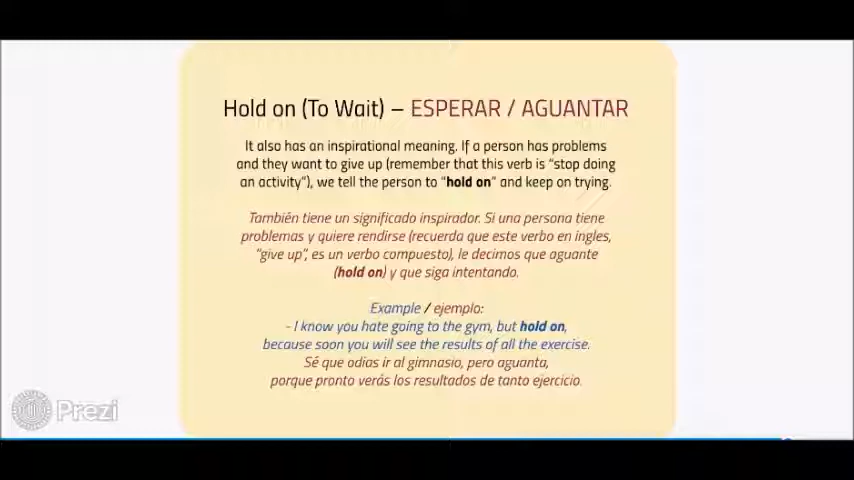 Hold on (To Wait) – ESPERAR / AGUANTAR
It also has an inspirational meaning. If a person has problems
and they want to give up (remember that this verb is "stop doing
an activity"), we tell the person to "hold on" and keep on trying.
También tiene un significado inspirador. Si una persona tiene
problemas y quiere rendirse (recuerda que este verbo en ingles,
"give up", es un verbo compuesto), le decimos que aguante
(hold on) y que siga intentando.
Example / ejemplo:
- I know you hate going to the gym, but hold on,
because soon you will see the results of all the exercise.
Sé que odias ir al gimnasio, pero aguanta,
porque pronto verás los resultados de tanto ejercicio.
Prezi